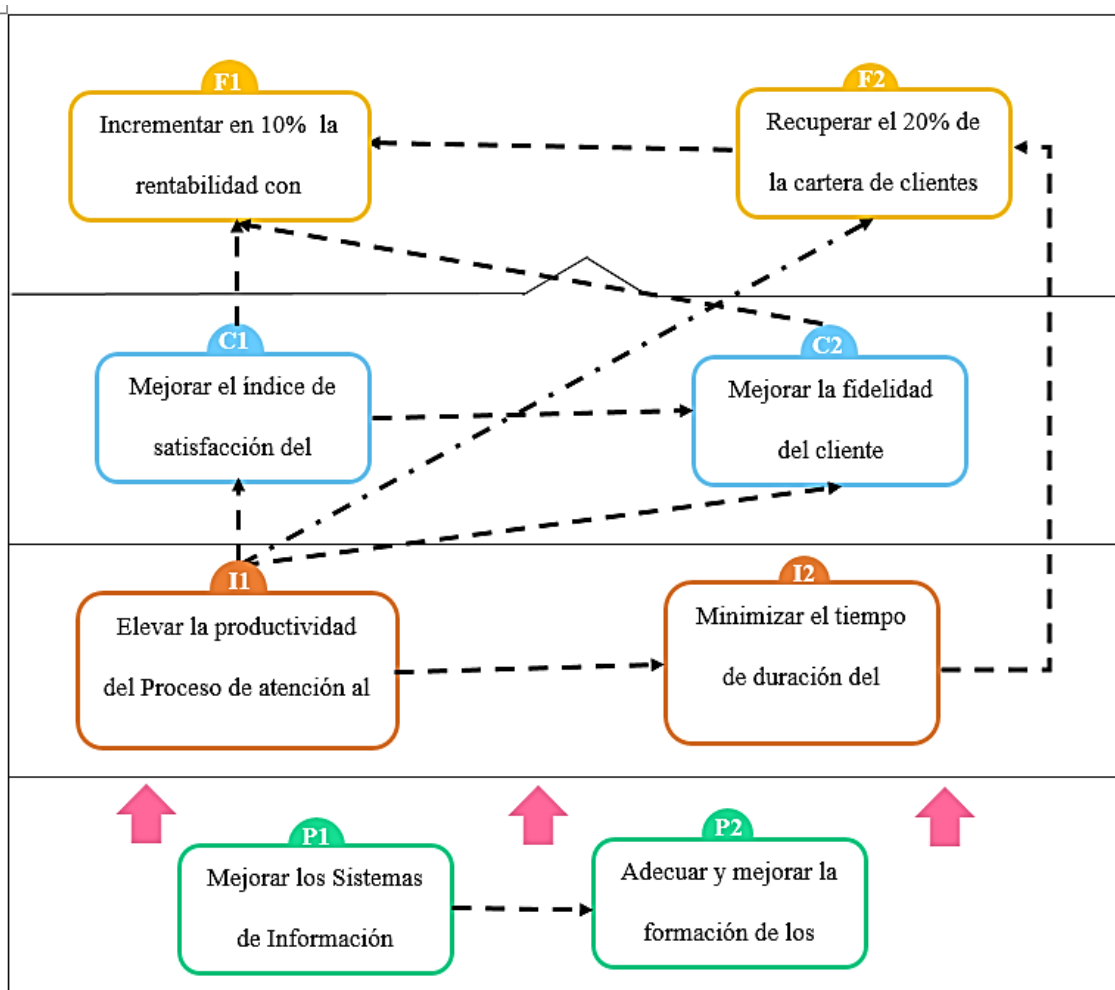 F1
Incrementar en 10% la
rentabilidad con
F2
Recuperar el 20% de
la cartera de clientes
C1
Mejorar el índice de
satisfacción del
C2
Mejorar la fidelidad
del cliente
I1
Elevar la productividad
del Proceso de atención al
I2
Minimizar el tiempo
de duración del
P1
Mejorar los Sistemas
de Información
P2
Adecuar y mejorar la
formación de los